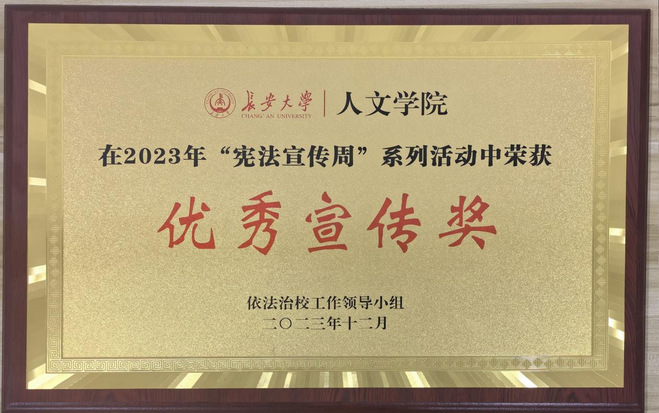 長安大學 人文学院
CHANG'AN UNIVERSITY
在2023年“宪法宣传周”系列活动中荣获
优秀宣传奖
依法治校工作领导小组
二〇二三年十二月